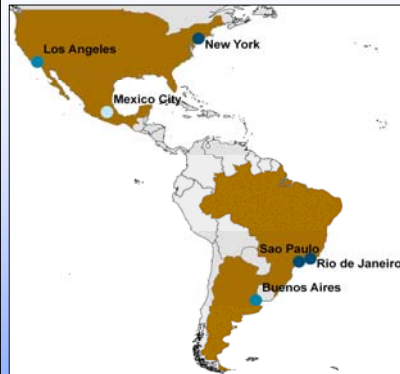 Los Angeles
New York
Mexico City
Sao Paulo
Rio de Janeiro
Buenos Aires